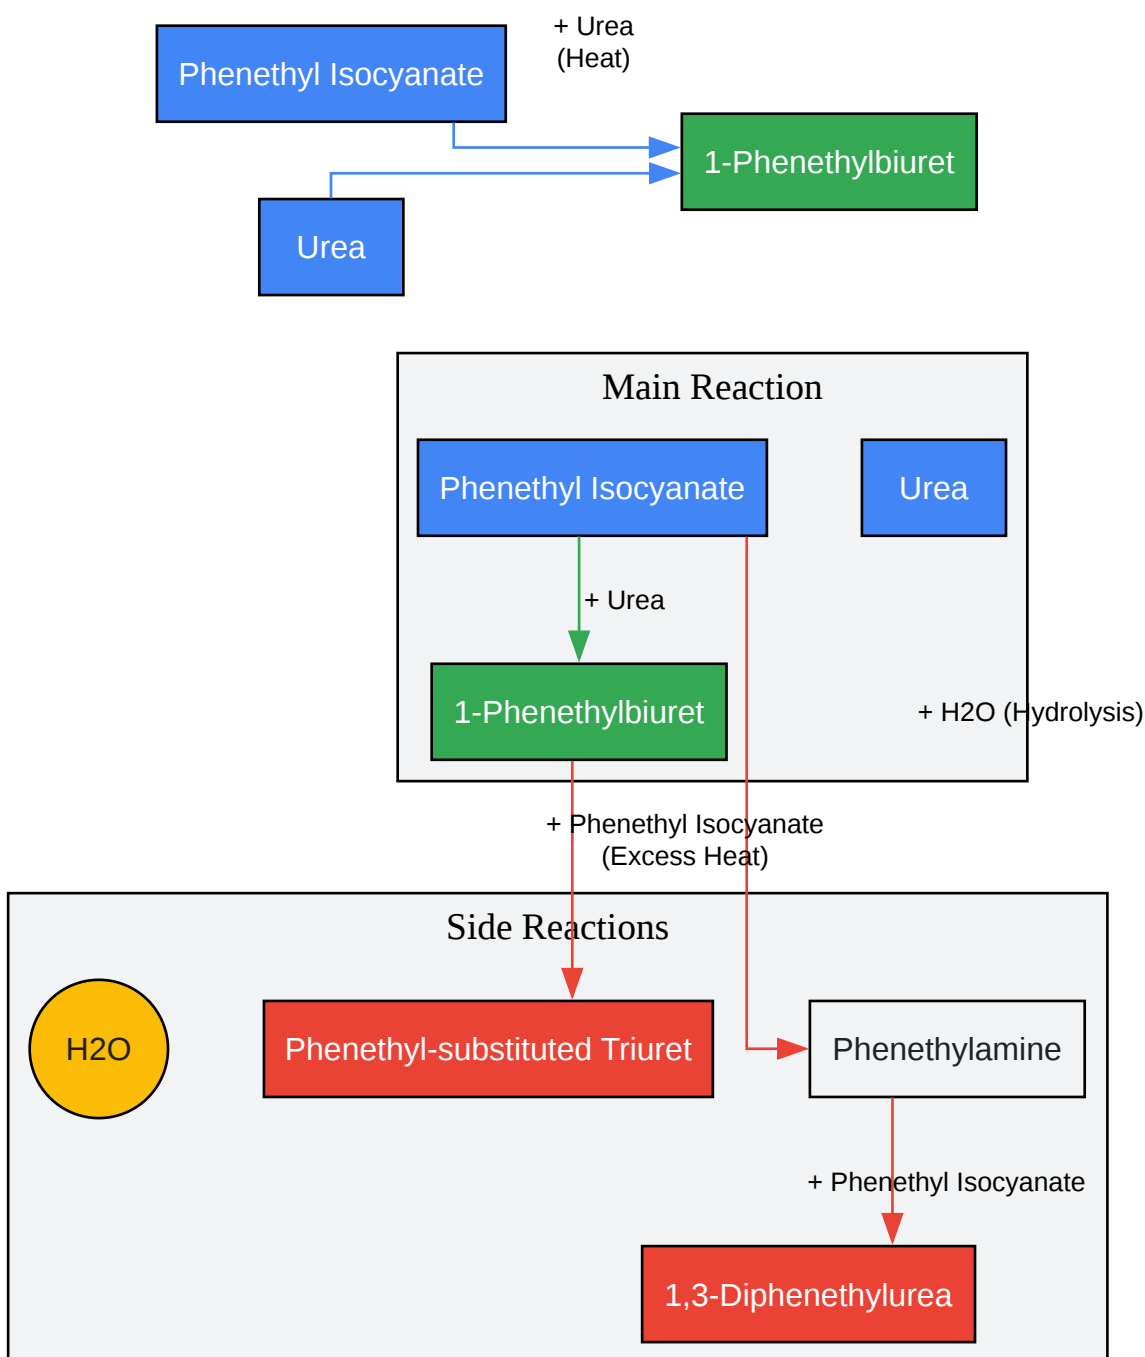 + Urea
(Heat)
Phenethyl Isocyanate
1-Phenethylbiuret
Urea
Main Reaction
Phenethyl Isocyanate
Urea
+ Urea
1-Phenethylbiuret
+ H2O (Hydrolysis)
+ Phenethyl Isocyanate
(Excess Heat)
Side Reactions
H2O
Phenethyl-substituted Triuret
Phenethylamine
+ Phenethyl Isocyanate
1,3-Diphenethylurea